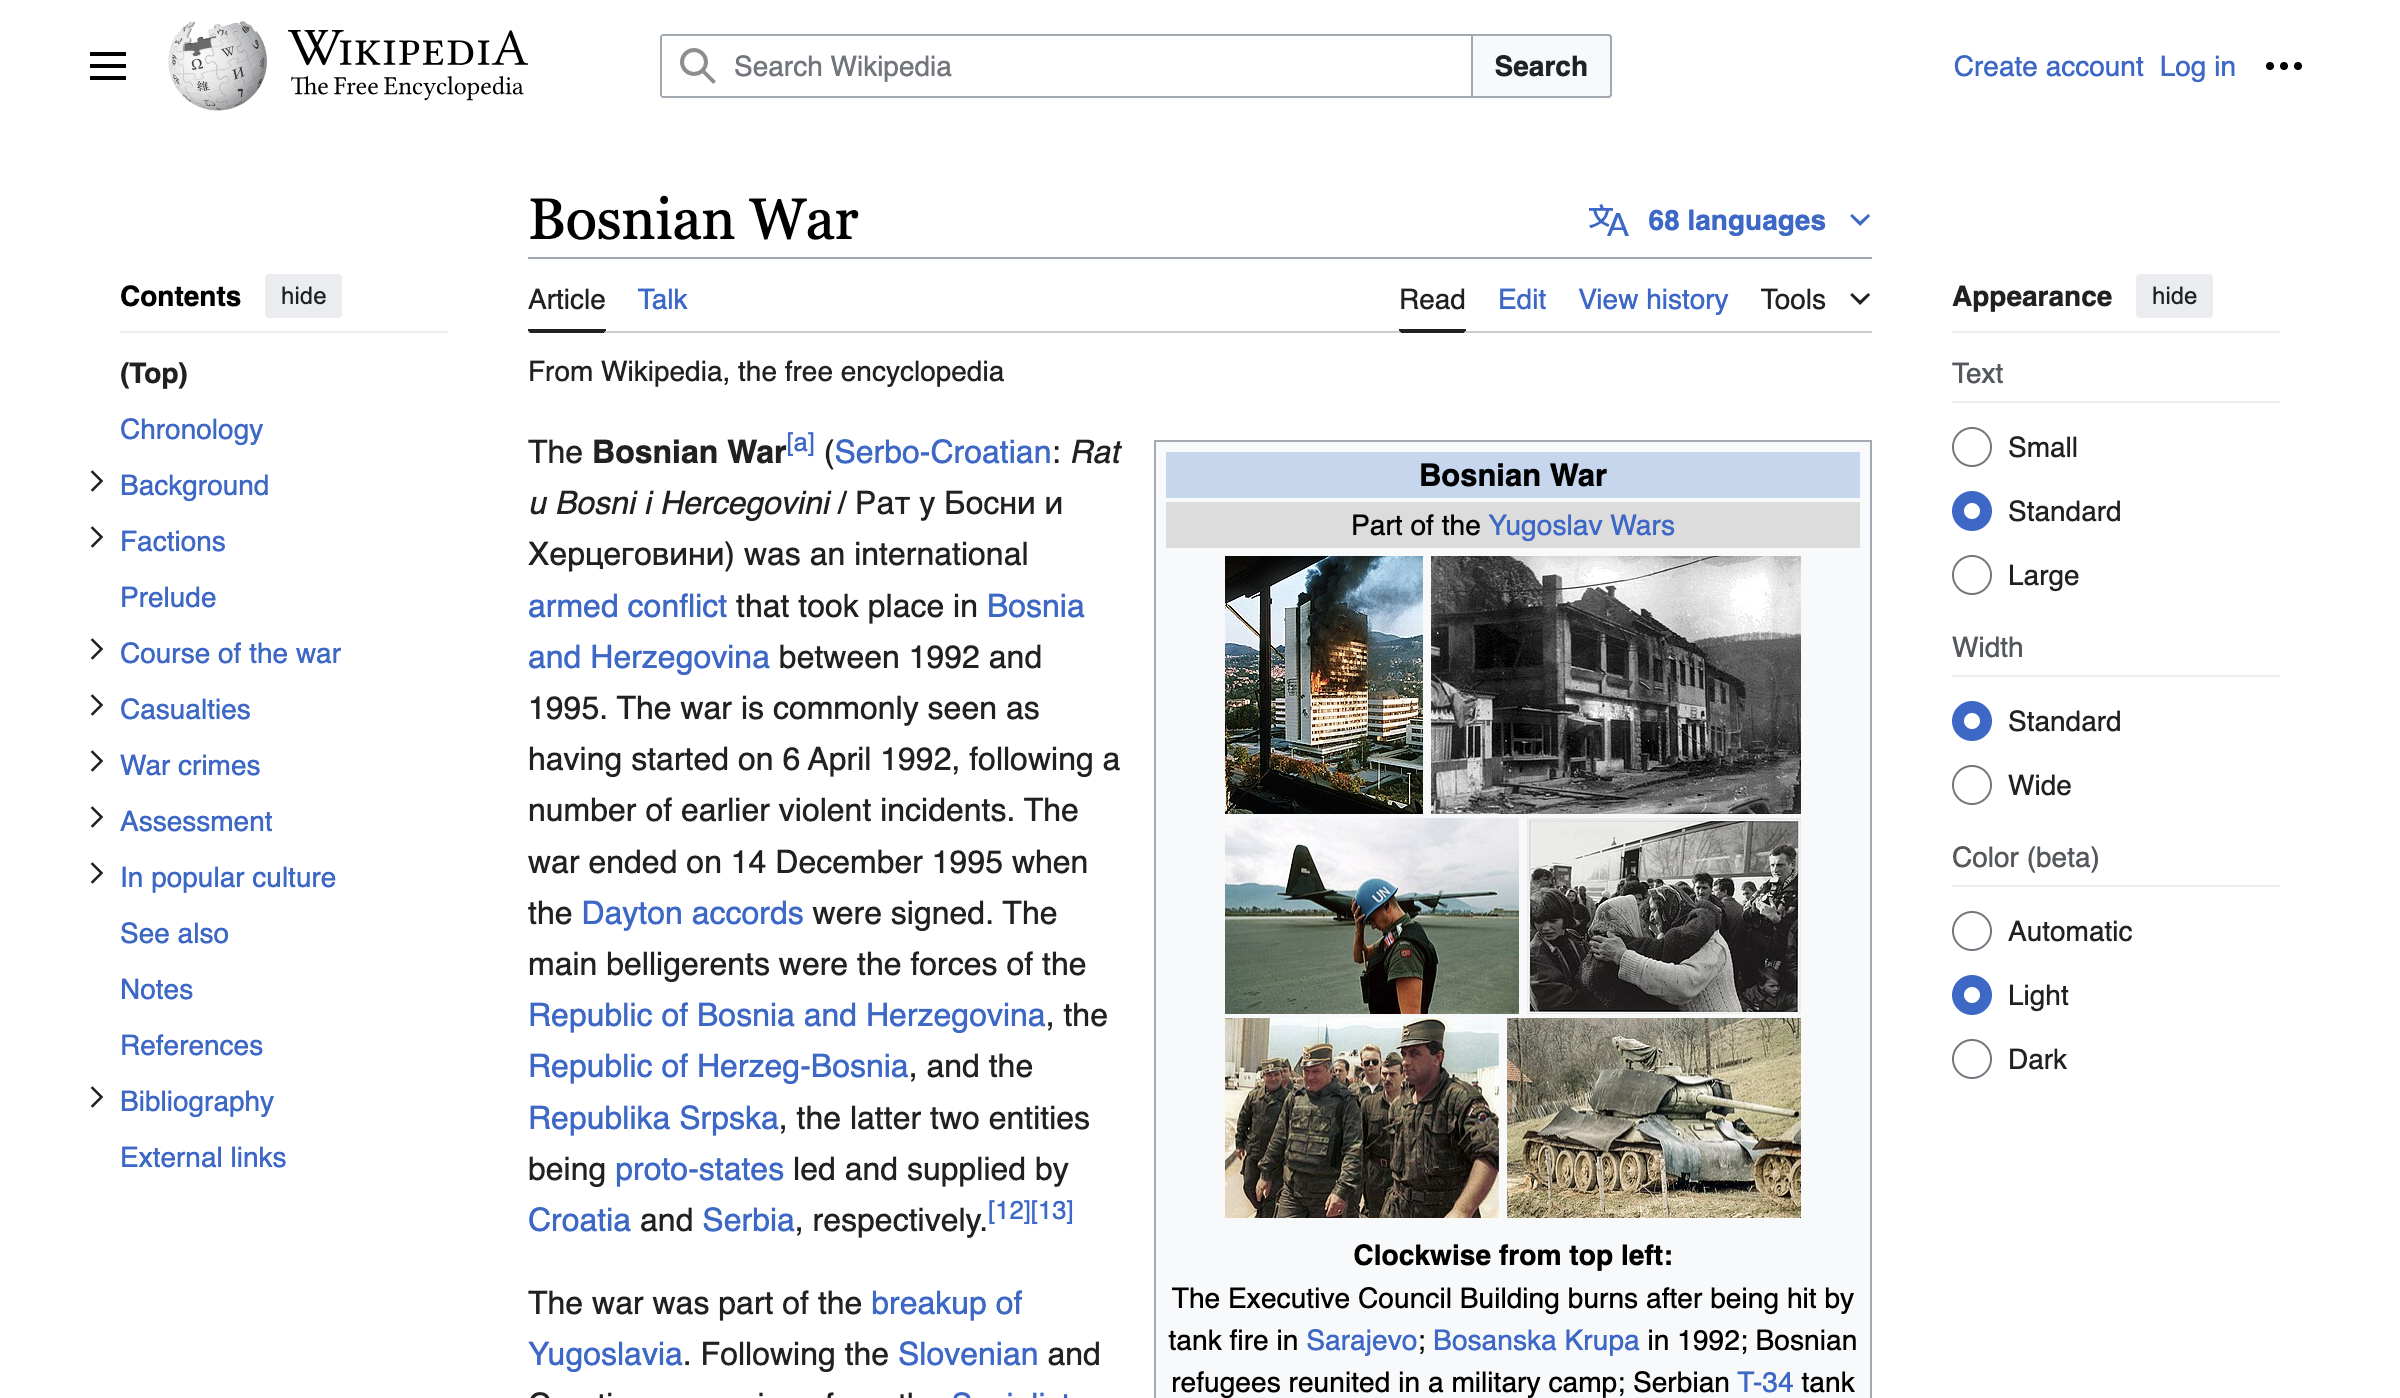 WIKIPEDIA
The Free Encyclopedia
Search Wikipedia
Search
Create account
Log in
Contents
hide
(Top)
Chronology
Background
Factions
Prelude
Course of the war
Casualties
War crimes
Assessment
In popular culture
See also
Notes
References
Bibliography
External links
Bosnian War
68 languages
Article
Talk
Read
Edit
View history
Tools
From Wikipedia, the free encyclopedia
The Bosnian War[a] (Serbo-Croatian: Rat
u Bosni i Hercegovini / Рат у Босни и
Херцеговини) was an international
armed conflict that took place in Bosnia
and Herzegovina between 1992 and
1995. The war is commonly seen as
having started on 6 April 1992, following a
number of earlier violent incidents. The
war ended on 14 December 1995 when
the Dayton accords were signed. The
main belligerents were the forces of the
Republic of Bosnia and Herzegovina, the
Republic of Herzeg-Bosnia, and the
Republika Srpska, the latter two entities
being proto-states led and supplied by
Croatia and Serbia, respectively.[12][13]
The war was part of the breakup of
Yugoslavia. Following the Slovenian and
Bosnian War
Part of the Yugoslav Wars
UN
Clockwise from top left:
The Executive Council Building burns after being hit by
tank fire in Sarajevo; Bosanska Krupa in 1992; Bosnian
refugees reunited in a military camp; Serbian T-34 tank
Appearance
hide
Text
Small
Standard
Large
Width
Standard
Wide
Color (beta)
Automatic
Light
Dark